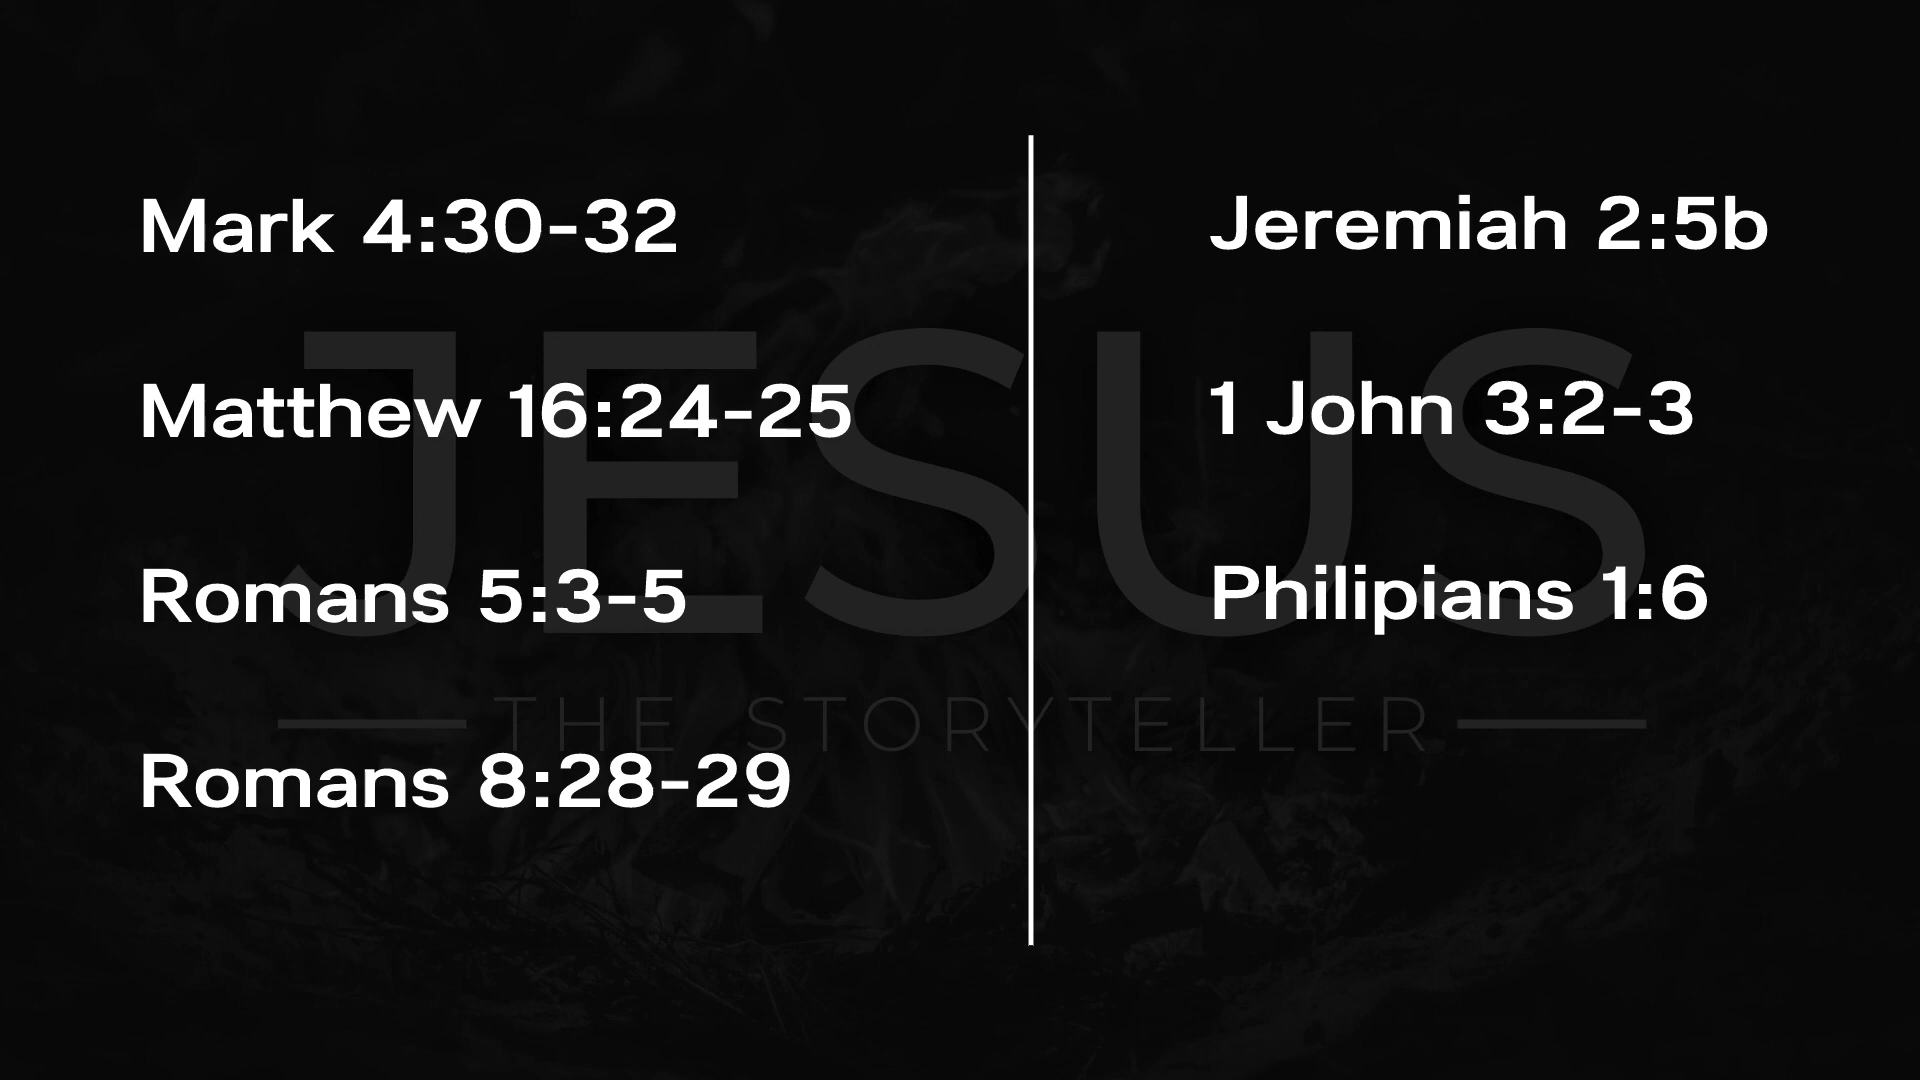 Mark 4:30-32
Matthew 16:24-25
Romans 5:3-5
Romans 8:28-29
Jeremiah 2:5b
1 John 3:2-3
Philipians 1:6
JESUS
THE STORYTELLER